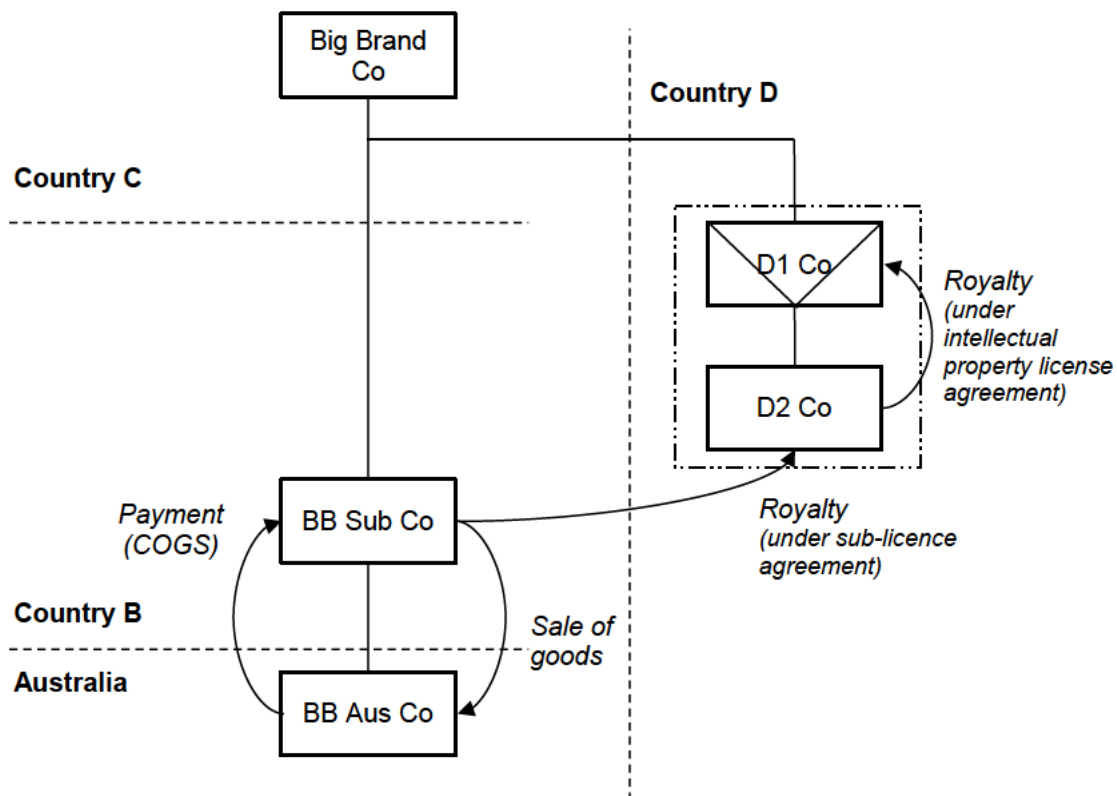 Big Brand
Co
Country D
Country C
D1 Co
Royalty
(under
intellectual
property license
agreement)
D2 Co
Payment
(COGS)
BB Sub Co
Royalty
(under sub-licence
agreement)
Country B
Sale of
goods
Australia
BB Aus Co